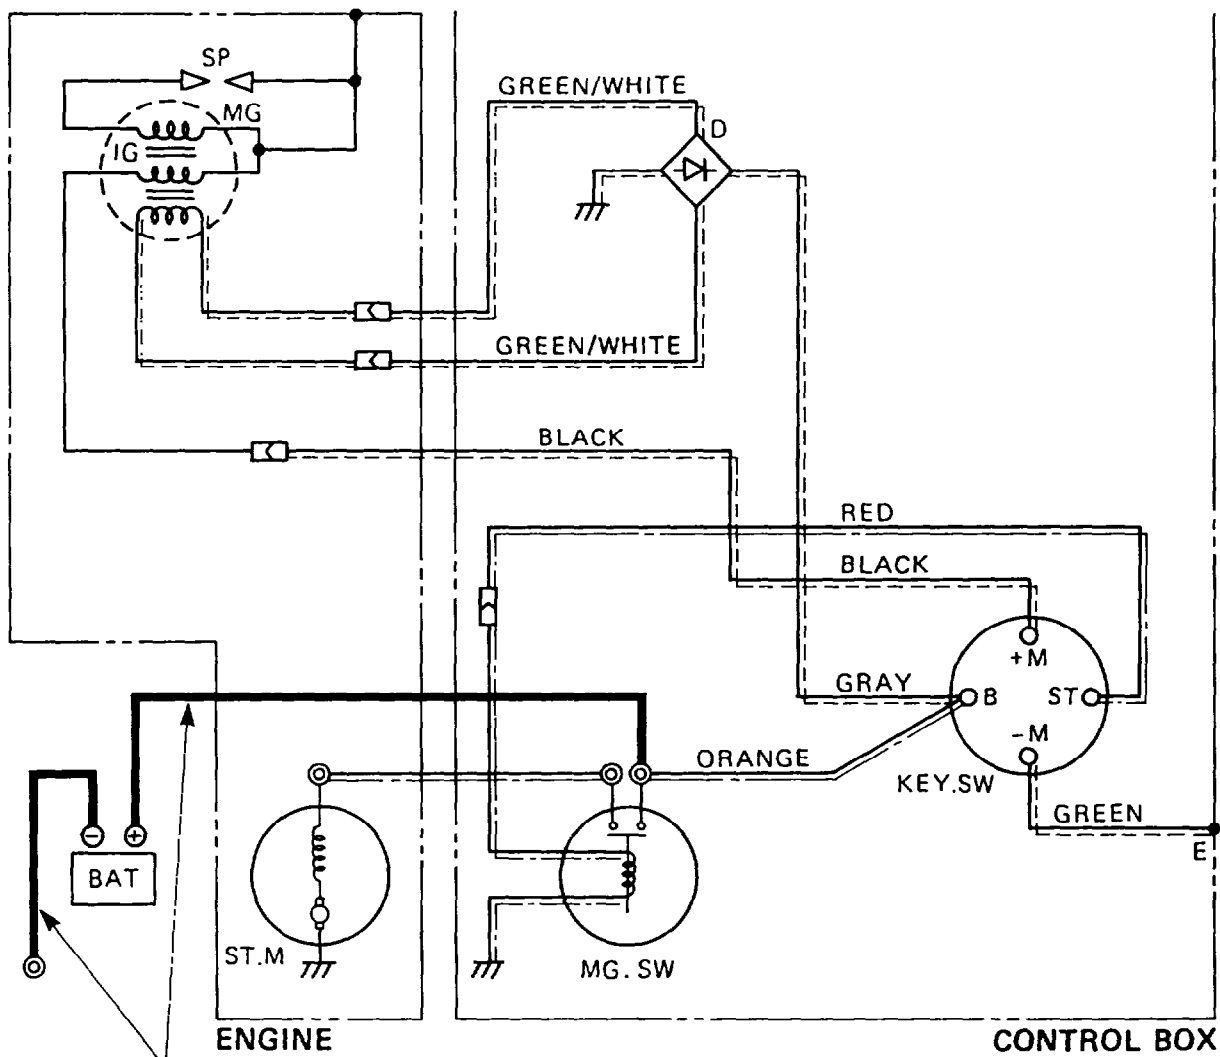 SP
GREEN/WHITE
MG
D
IG
GREEN/WHITE
BLACK
RED
BLACK
+M
GRAY
B
ST
-M
ORANGE
KEY.SW
GREEN
E
- +
BAT
ST.M
MG.SW
ENGINE
CONTROL BOX